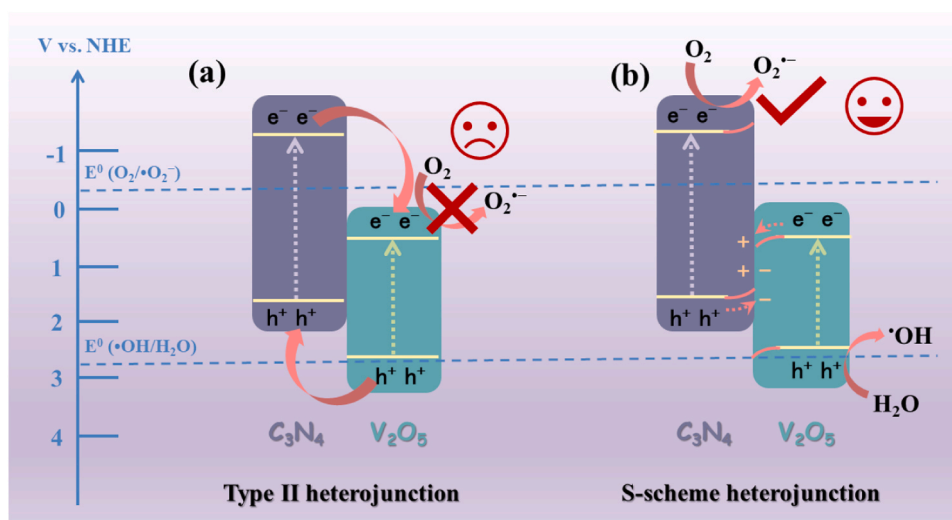 V vs. NHE
-1
0
1
2
3
4
E⁰ (O₂/•O₂⁻)
E⁰ (•OH/H₂O)
(a)
e⁻ e⁻
O₂
O₂•⁻
e⁻ e⁻
h⁺ h⁺
h⁺ h⁺
C₃N₄
V₂O₅
Type II heterojunction
(b)
O₂
O₂•⁻
e⁻ e⁻
e⁻ e⁻
+
+ −
−
h⁺ h⁺
h⁺ h⁺
•OH
H₂O
C₃N₄
V₂O₅
S-scheme heterojunction